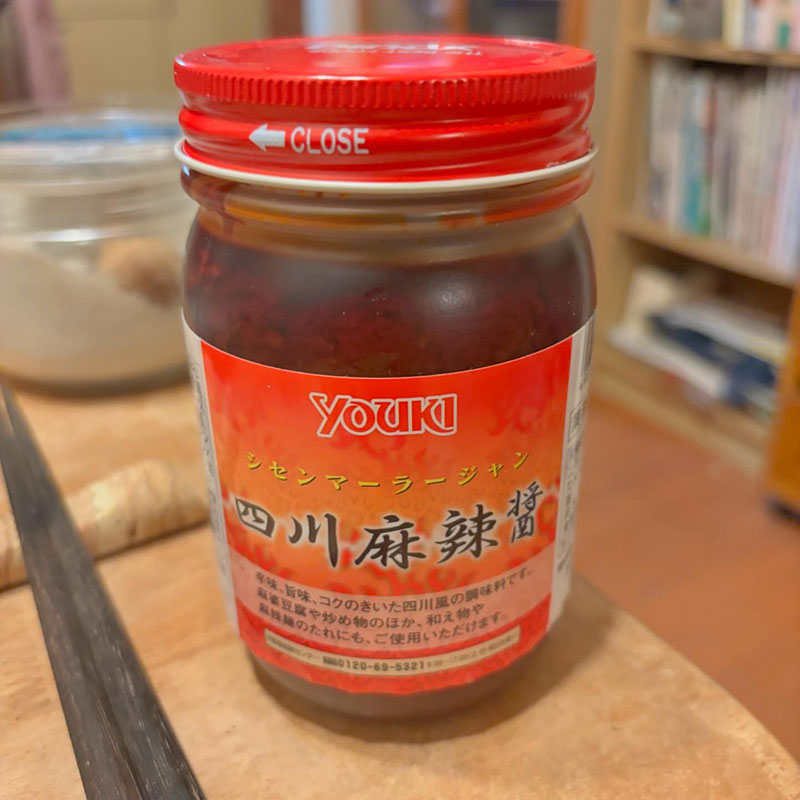 ← CLOSE
YOUKI
シセンマーラージャン
四川麻辣醤
辛味、旨味、コクのきいた四川風の調味料です。
麻婆豆腐や炒め物のほか、和え物や
麻辣麺のたれにも、ご使用いただけます。
0120-69-5321